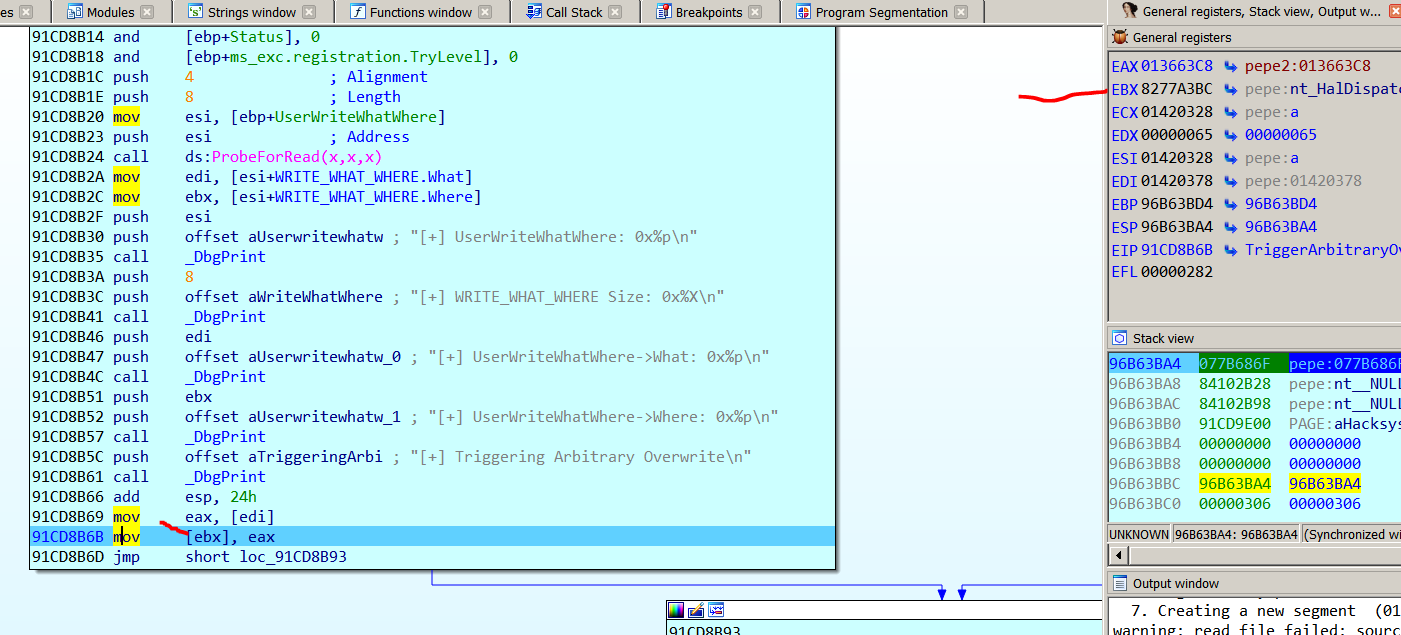 es Modules Strings window Functions window Call Stack Breakpoints Program Segmentation General registers, Stack view, Output w...
91CD8B14 and [ebp+Status], 0
91CD8B18 and [ebp+ms_exc.registration.TryLevel], 0
91CD8B1C push 4 ; Alignment
91CD8B1E push 8 ; Length
91CD8B20 mov esi, [ebp+UserWriteWhatWhere]
91CD8B23 push esi ; Address
91CD8B24 call ds:ProbeForRead(x,x,x)
91CD8B2A mov edi, [esi+WRITE_WHAT_WHERE.What]
91CD8B2C mov ebx, [esi+WRITE_WHAT_WHERE.Where]
91CD8B2F push esi
91CD8B30 push offset aUserwritewhatw ; "[+] UserWriteWhatWhere: 0x%p\n"
91CD8B35 call _DbgPrint
91CD8B3A push 8
91CD8B3C push offset aWriteWhatWhere ; "[+] WRITE_WHAT_WHERE Size: 0x%X\n"
91CD8B41 call _DbgPrint
91CD8B46 push edi
91CD8B47 push offset aUserwritewhatw_0 ; "[+] UserWriteWhatWhere->What: 0x%p\n"
91CD8B4C call _DbgPrint
91CD8B51 push ebx
91CD8B52 push offset aUserwritewhatw_1 ; "[+] UserWriteWhatWhere->Where: 0x%p\n"
91CD8B57 call _DbgPrint
91CD8B5C push offset aTriggeringArbi ; "[+] Triggering Arbitrary Overwrite\n"
91CD8B61 call _DbgPrint
91CD8B66 add esp, 24h
91CD8B69 mov eax, [edi]
91CD8B6B mov [ebx], eax
91CD8B6D jmp short loc_91CD8B93
91CD8B93
General registers
EAX 013663C8 pepe2:013663C8
EBX 8277A3BC pepe:nt_HalDispatc
ECX 01420328 pepe:a
EDX 00000065 00000065
ESI 01420328 pepe:a
EDI 01420378 pepe:01420378
EBP 96B63BD4 96B63BD4
ESP 96B63BA4 96B63BA4
EIP 91CD8B6B TriggerArbitraryOv
EFL 00000282
Stack view
96B63BA4 077B686F pepe:077B686F
96B63BA8 84102B28 pepe:nt__NULL
96B63BAC 84102B98 pepe:nt__NULL
96B63BB0 91CD9E00 PAGE:aHacksys
96B63BB4 00000000 00000000
96B63BB8 00000000 00000000
96B63BBC 96B63BA4 96B63BA4
96B63BC0 00000306 00000306
UNKNOWN 96B63BA4: 96B63BA4 (Synchronized wi
Output window
7. Creating a new segment (01
warning: read file failed: sourc